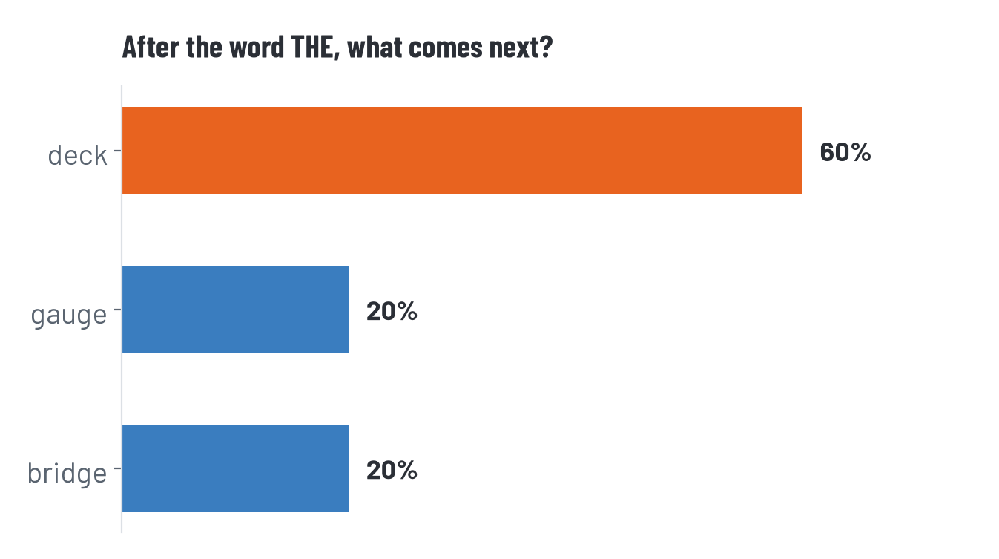 After the word THE, what comes next?
deck 60%
gauge 20%
bridge 20%